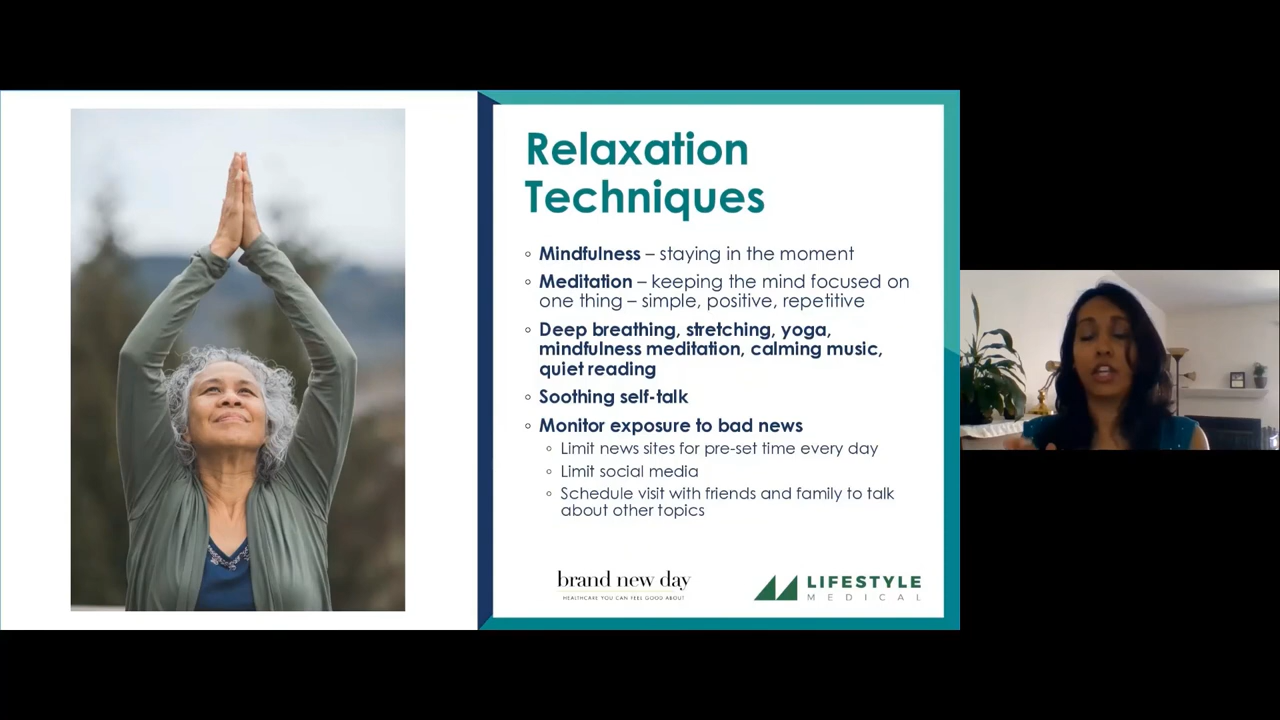 Relaxation
Techniques
◦ Mindfulness – staying in the moment
◦ Meditation – keeping the mind focused on
one thing – simple, positive, repetitive
◦ Deep breathing, stretching, yoga,
mindfulness meditation, calming music,
quiet reading
◦ Soothing self-talk
◦ Monitor exposure to bad news
◦ Limit news sites for pre-set time every day
◦ Limit social media
◦ Schedule visit with friends and family to talk
about other topics
brand new day
HEALTHCARE YOU CAN FEEL GOOD ABOUT
LIFESTYLE
MEDICAL